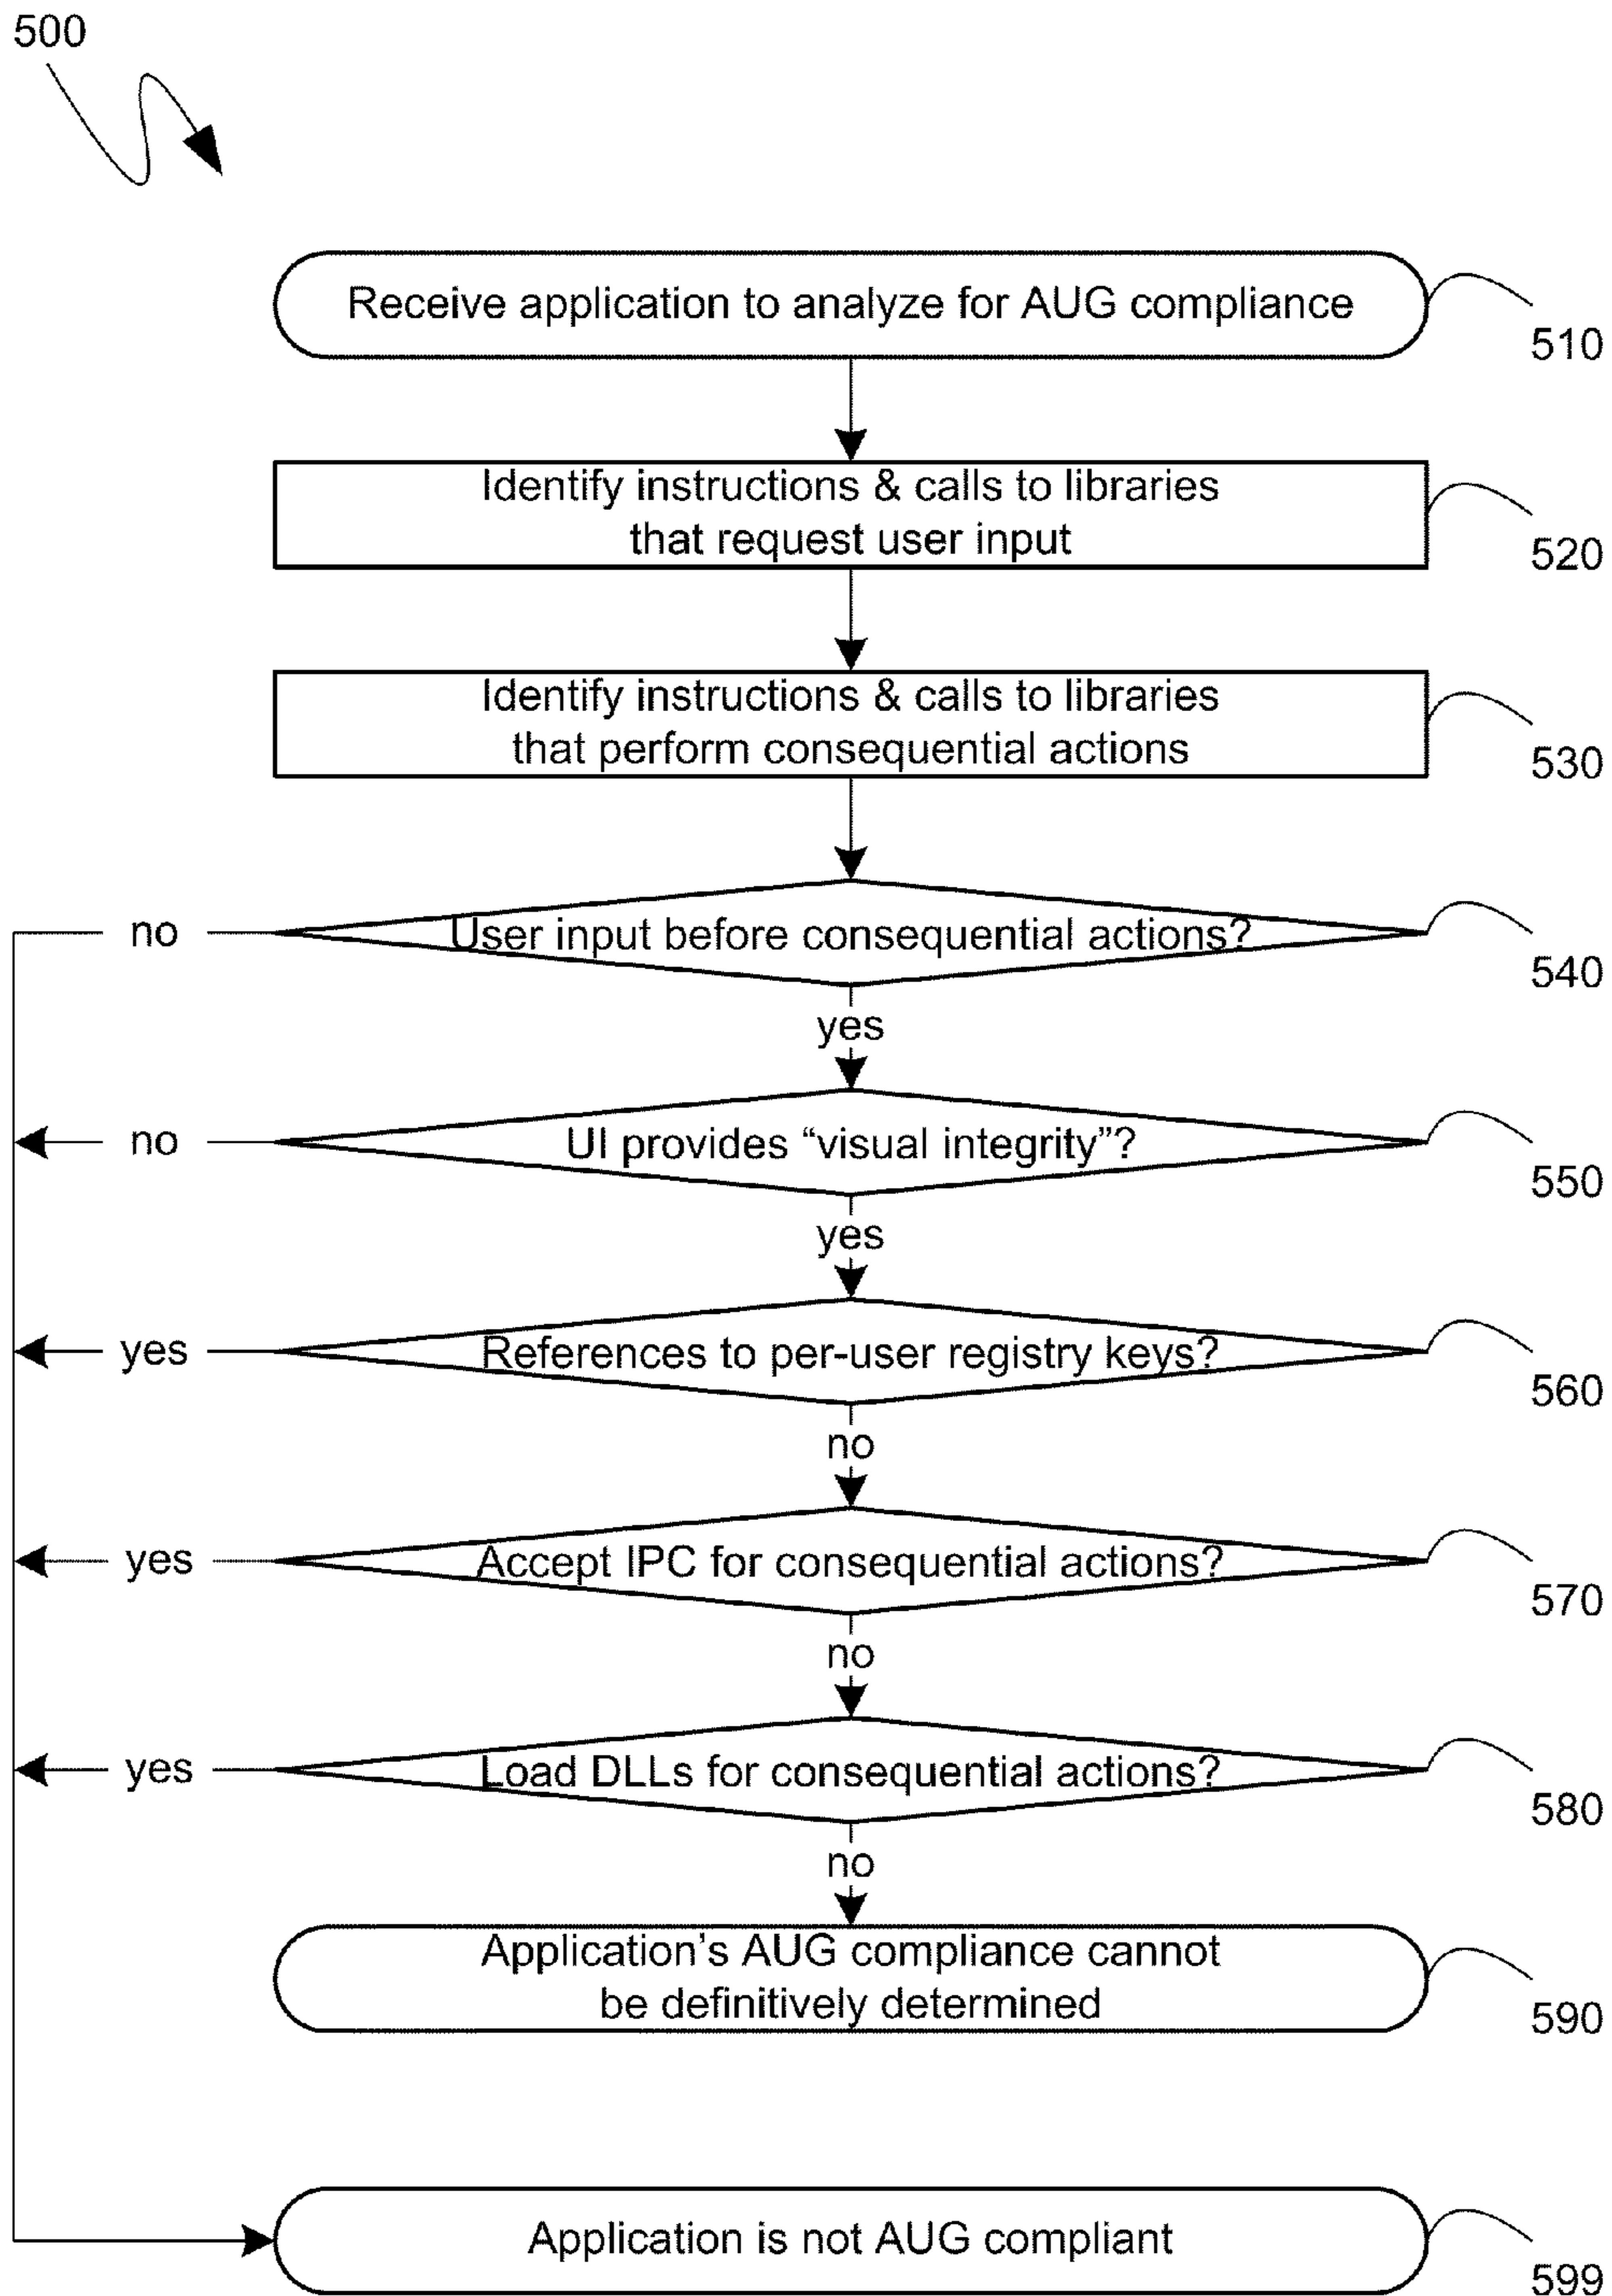 500
Receive application to analyze for AUG compliance
510
Identify instructions & calls to libraries
that request user input
520
Identify instructions & calls to libraries
that perform consequential actions
530
no
User input before consequential actions?
540
yes
no
UI provides “visual integrity”?
550
yes
yes
References to per-user registry keys?
560
no
yes
Accept IPC for consequential actions?
570
no
yes
Load DLLs for consequential actions?
580
no
Application’s AUG compliance cannot
be definitively determined
590
Application is not AUG compliant
599